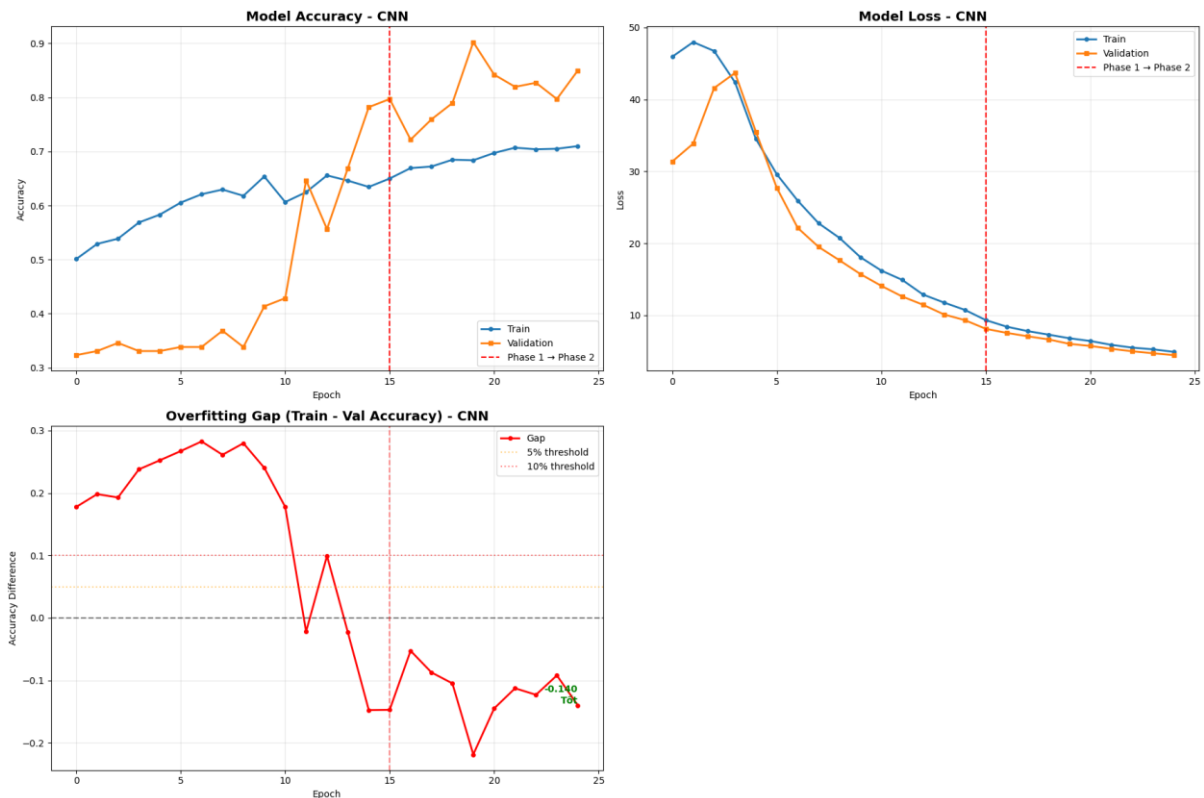 Model Accuracy - CNN
0.9
0.8
0.7
0.6
0.5
0.4
0.3
Accuracy
0 5 10 15 20 25
Epoch
Train
Validation
Phase 1 → Phase 2
Model Loss - CNN
50
40
30
20
10
Loss
0 5 10 15 20 25
Epoch
Train
Validation
Phase 1 → Phase 2
Overfitting Gap (Train - Val Accuracy) - CNN
0.3
0.2
0.1
0.0
−0.1
−0.2
Accuracy Difference
0 5 10 15 20 25
Epoch
Gap
5% threshold
10% threshold
-0.140
Tốt